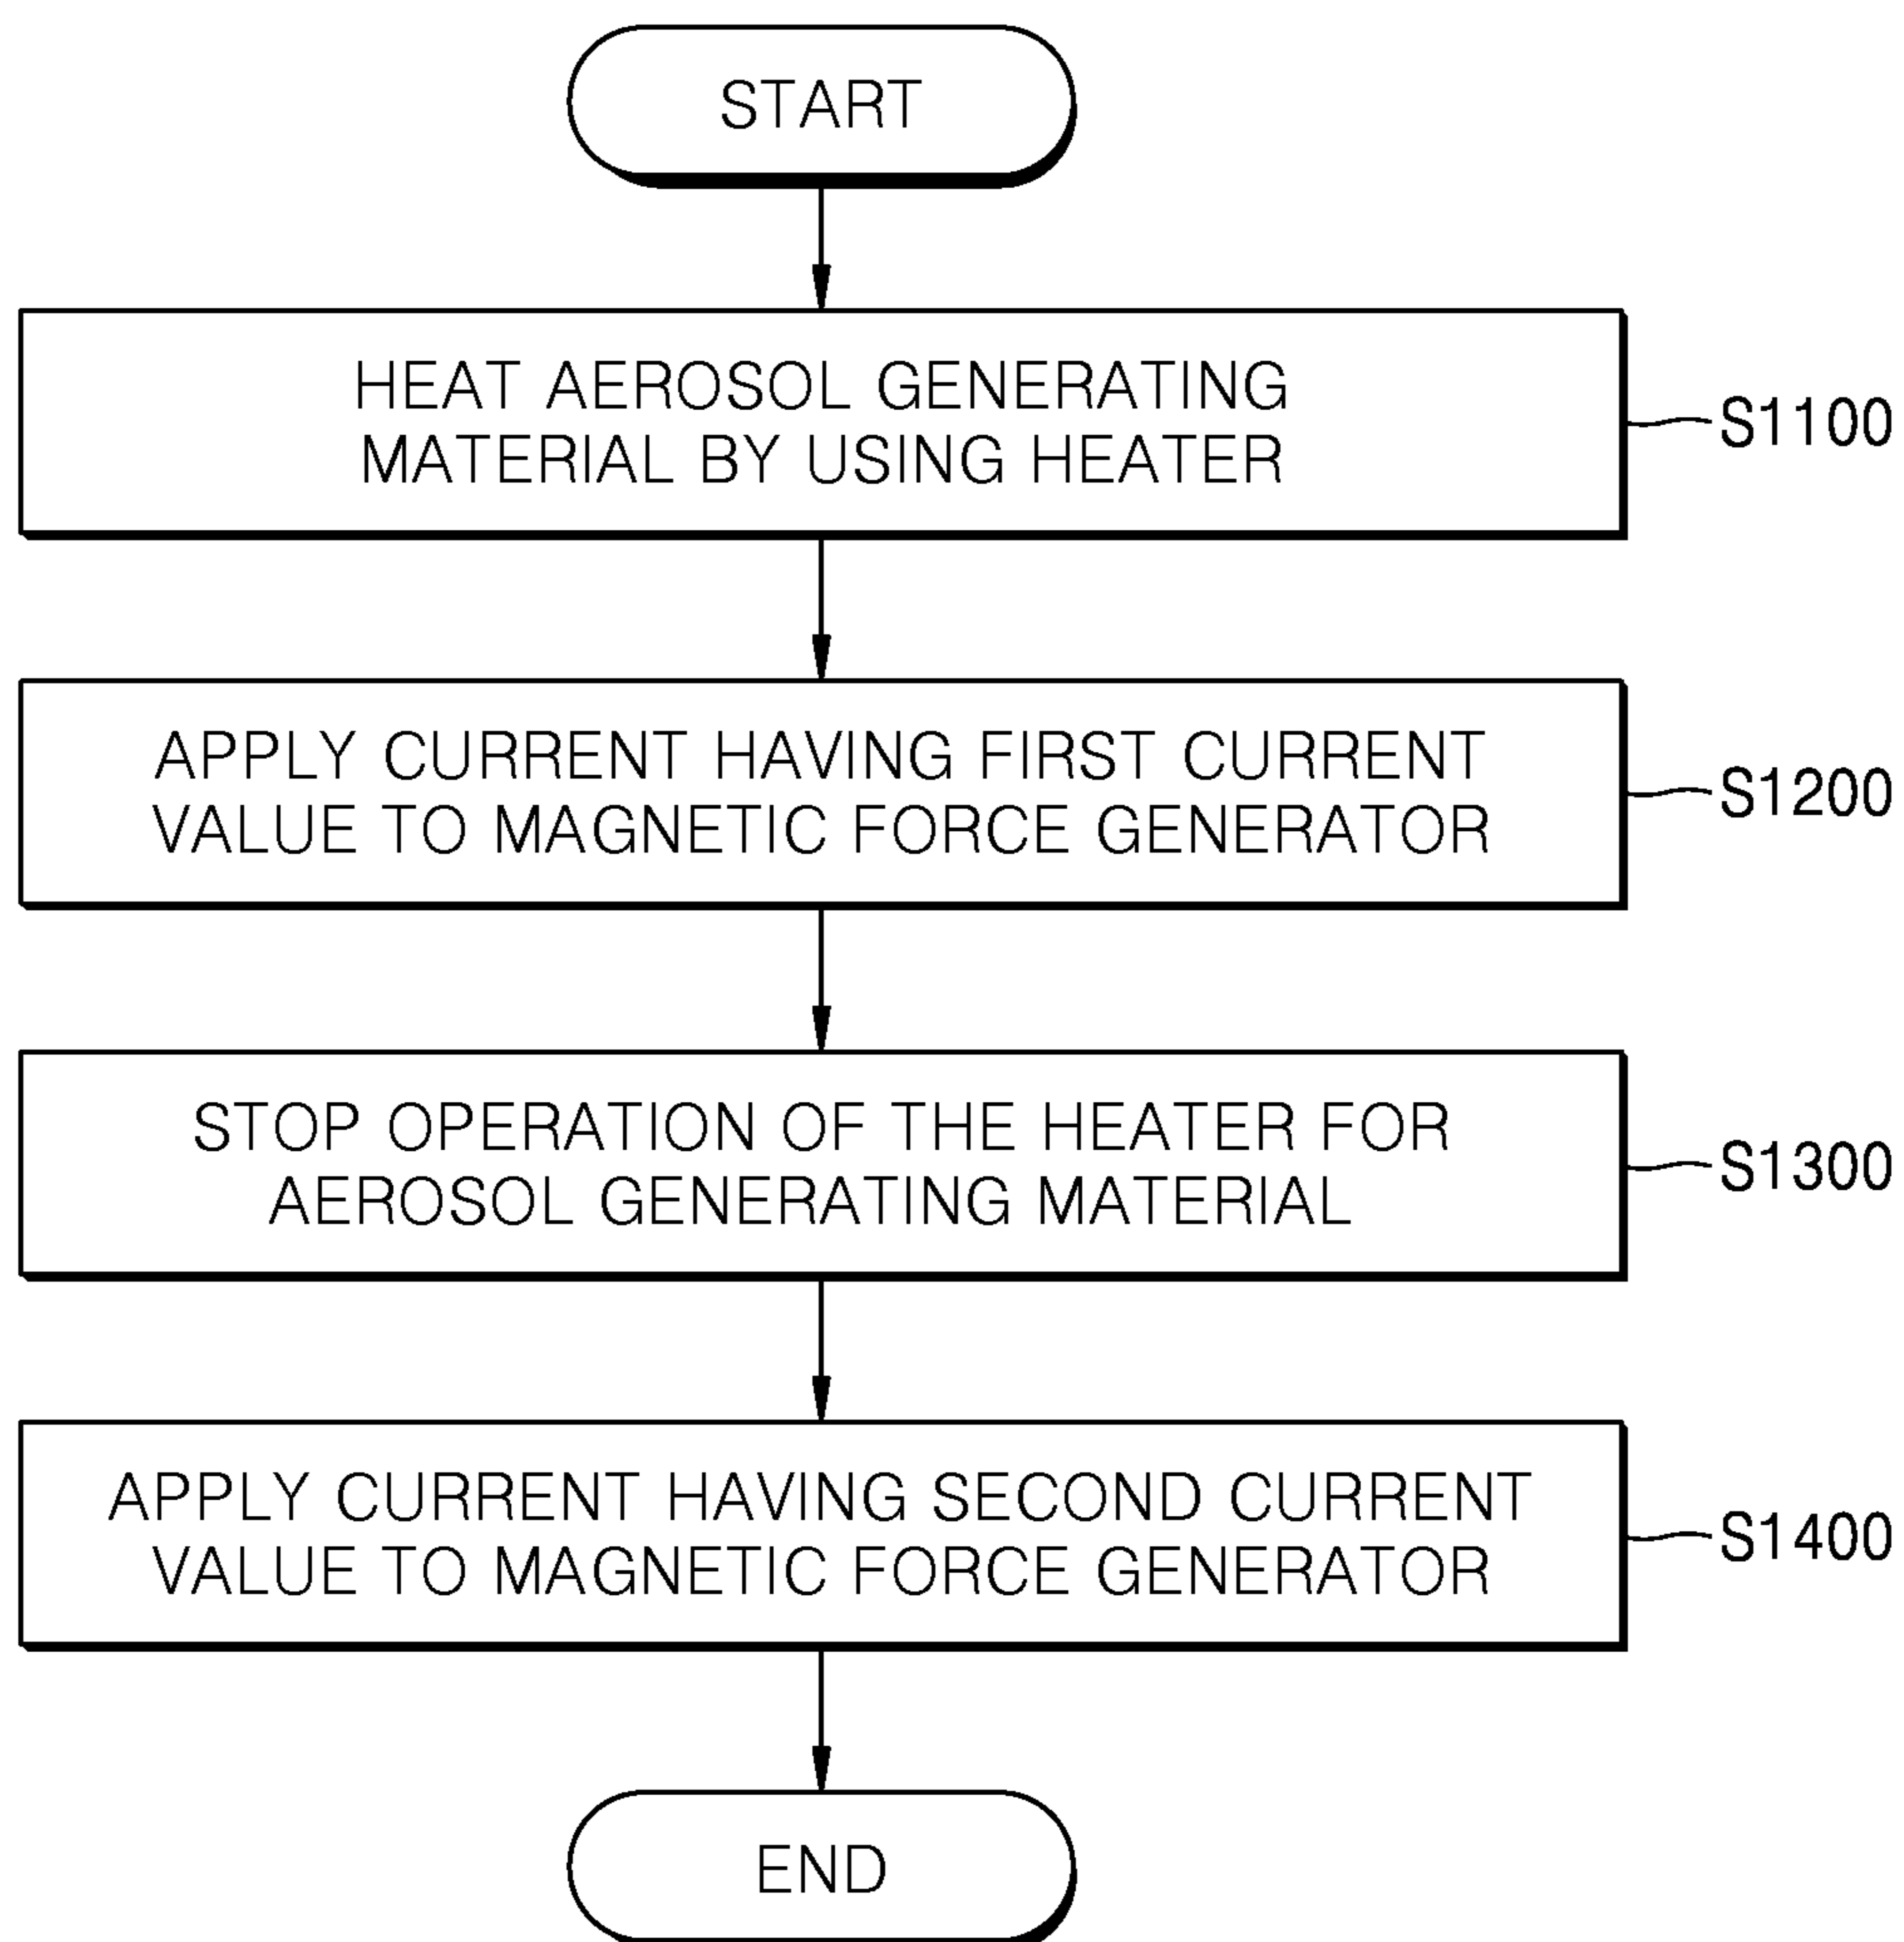 START
HEAT AEROSOL GENERATING
MATERIAL BY USING HEATER
S1100
APPLY CURRENT HAVING FIRST CURRENT
VALUE TO MAGNETIC FORCE GENERATOR
S1200
STOP OPERATION OF THE HEATER FOR
AEROSOL GENERATING MATERIAL
S1300
APPLY CURRENT HAVING SECOND CURRENT
VALUE TO MAGNETIC FORCE GENERATOR
S1400
END